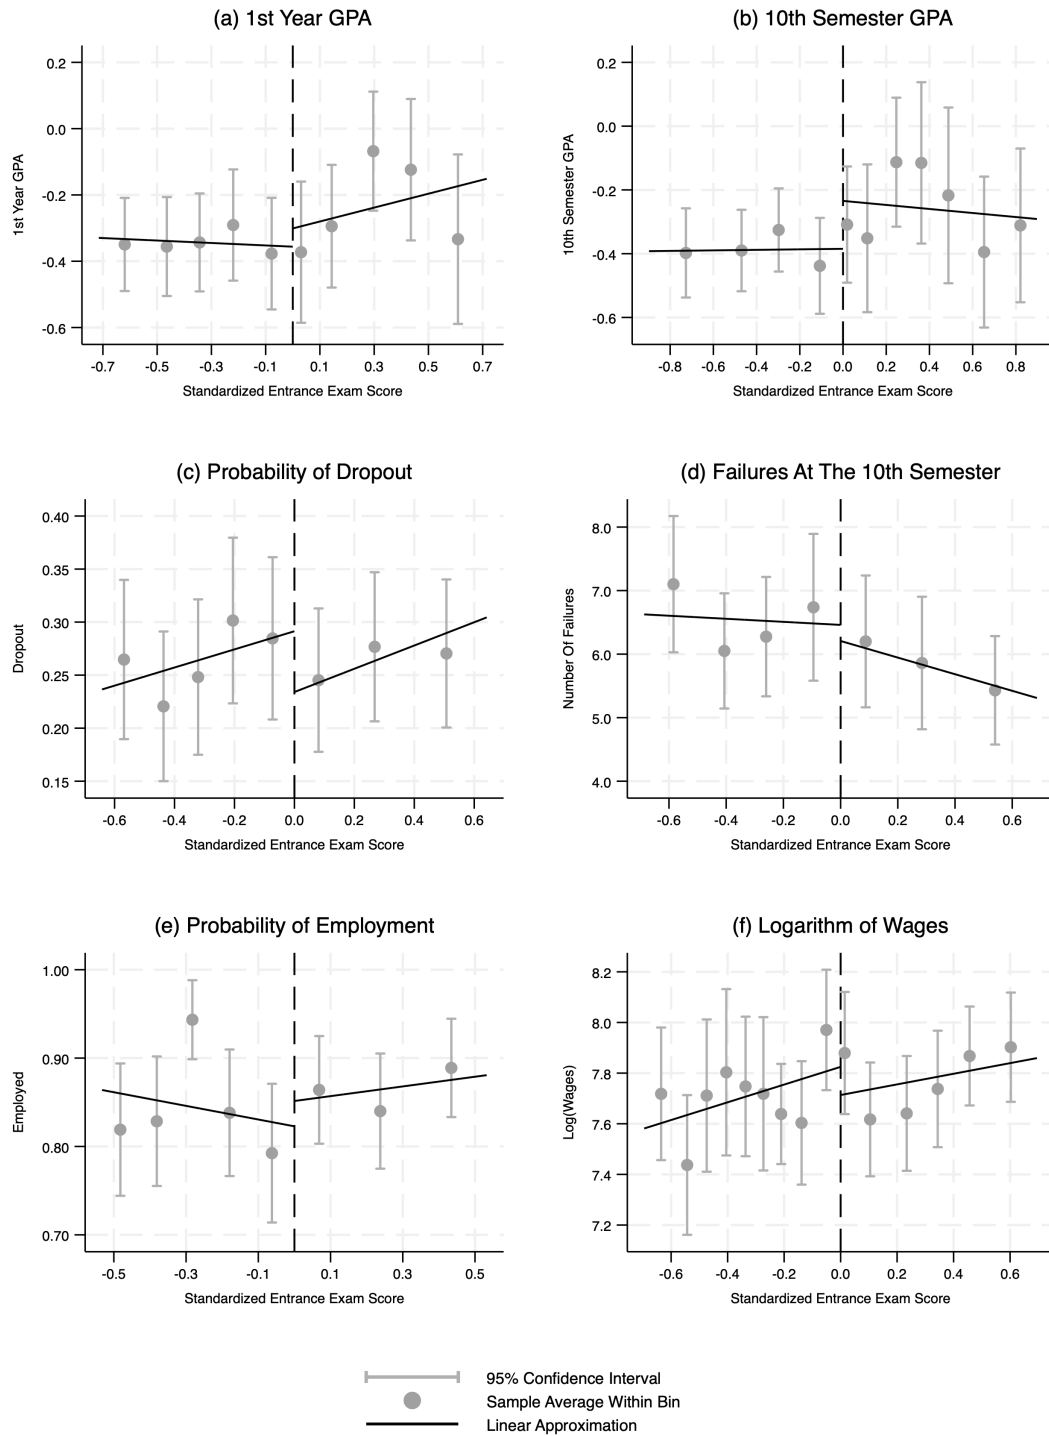 (a) 1st Year GPA
1st Year GPA
0.2
0.0
-0.2
-0.4
-0.6
-0.7 -0.5 -0.3 -0.1 0.1 0.3 0.5 0.7
Standardized Entrance Exam Score
(b) 10th Semester GPA
10th Semester GPA
0.2
0.0
-0.2
-0.4
-0.6
-0.8 -0.6 -0.4 -0.2 0.0 0.2 0.4 0.6 0.8
Standardized Entrance Exam Score
(c) Probability of Dropout
Dropout
0.40
0.35
0.30
0.25
0.20
0.15
-0.6 -0.4 -0.2 0.0 0.2 0.4 0.6
Standardized Entrance Exam Score
(d) Failures At The 10th Semester
Number Of Failures
8.0
7.0
6.0
5.0
4.0
-0.6 -0.4 -0.2 0.0 0.2 0.4 0.6
Standardized Entrance Exam Score
(e) Probability of Employment
Employed
1.00
0.90
0.80
0.70
-0.5 -0.3 -0.1 0.1 0.3 0.5
Standardized Entrance Exam Score
(f) Logarithm of Wages
Log(Wages)
8.2
8.0
7.8
7.6
7.4
7.2
-0.6 -0.4 -0.2 0.0 0.2 0.4 0.6
Standardized Entrance Exam Score
95% Confidence Interval
Sample Average Within Bin
Linear Approximation